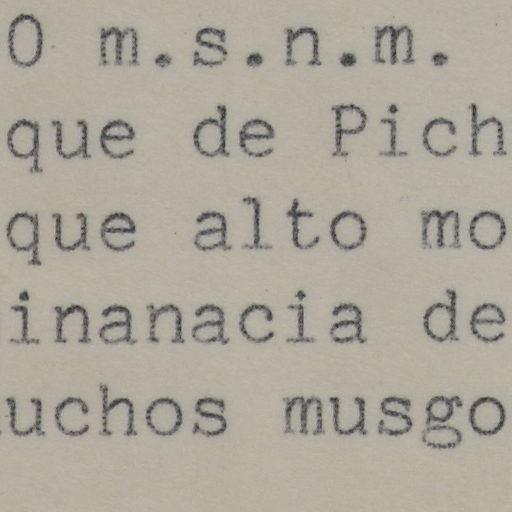 0 m.s.n.m.
que de Pich
que alto mo
inanacia de
uchos musgo